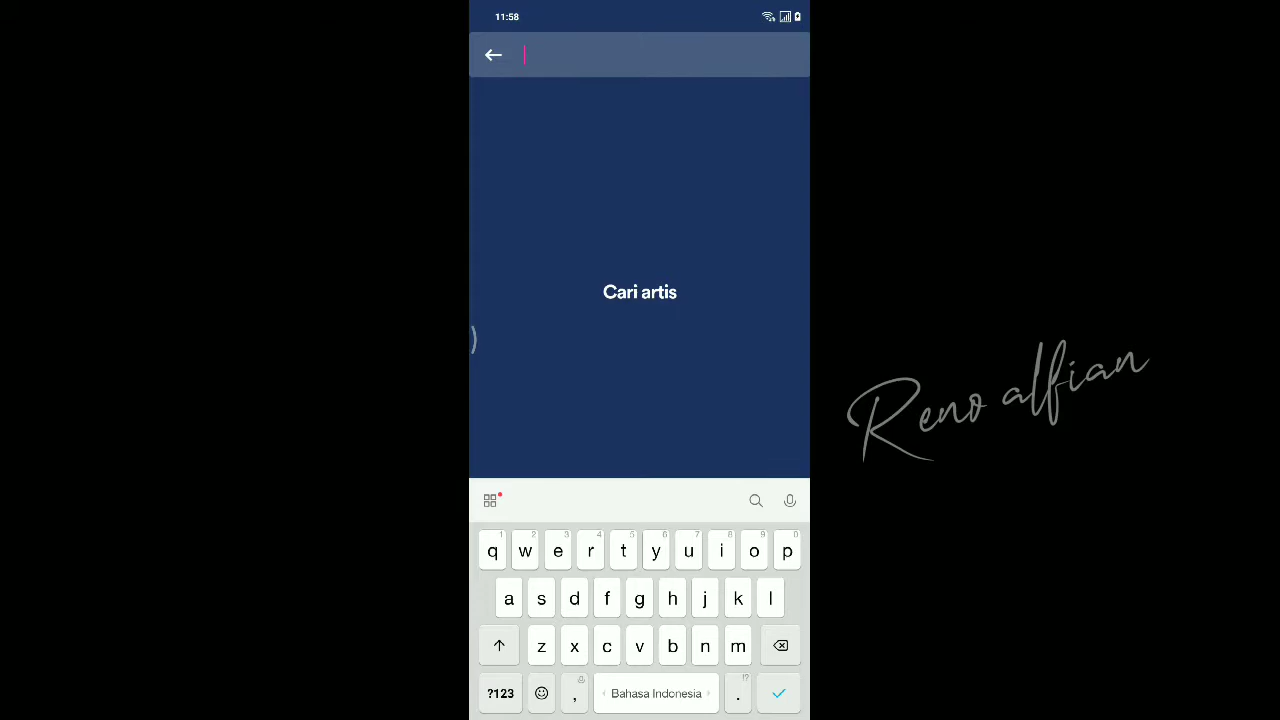 11:58
Cari artis
Reno alfian
1 2 3 4 5 6 7 8 9 0
q w e r t y u i o p
a s d f g h j k l
z x c v b n m
!?
?123 , Bahasa Indonesia .